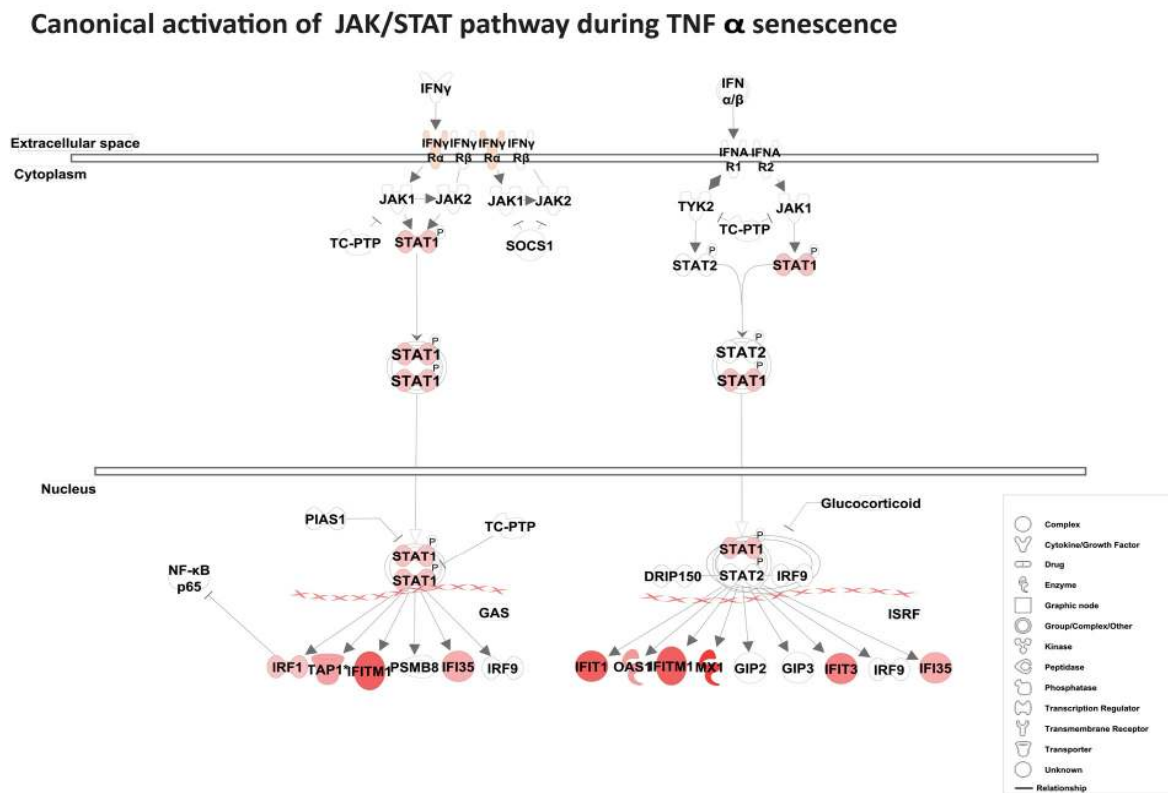 Canonical activation of JAK/STAT pathway during TNF α senescence
IFNγ
IFN
α/β
Extracellular space
IFNγ IFNγ IFNγ IFNγ
Rα Rβ Rα Rβ
IFNA IFNA
R1 R2
Cytoplasm
JAK1 JAK2 JAK1 JAK2
TYK2 JAK1
TC-PTP STAT1 P SOCS1
TC-PTP
STAT2 P STAT1 P
STAT1 P
STAT1 P
STAT2 P
STAT1 P
Nucleus
PIAS1 TC-PTP
Glucocorticoid
STAT1 P
STAT1 P
STAT1 P
DRIP150 STAT2 P IRF9
NF-κB
p65
GAS
ISRF
IRF1 TAP1* IFITM1 PSMB8 IFI35 IRF9
IFIT1 OAS1 IFITM1 MX1 GIP2 GIP3 IFIT3 IRF9 IFI35
Complex
Cytokine/Growth Factor
Drug
Enzyme
Graphic node
Group/Complex/Other
Kinase
Peptidase
Phosphatase
Transcription Regulator
Transmembrane Receptor
Transporter
Unknown
Relationship